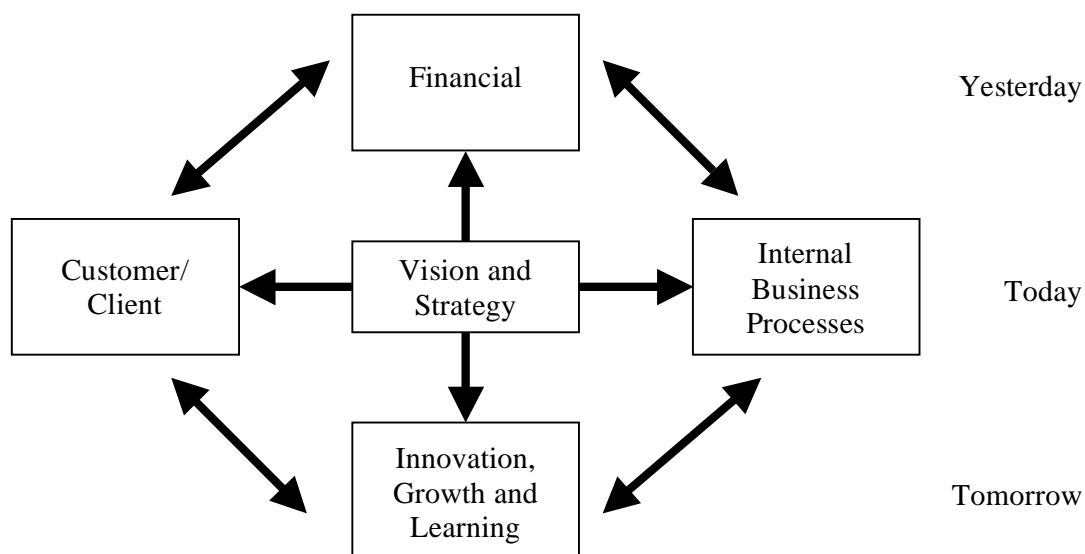 Financial
Yesterday
Customer/
Client
Vision and
Strategy
Internal
Business
Processes
Today
Innovation,
Growth and
Learning
Tomorrow